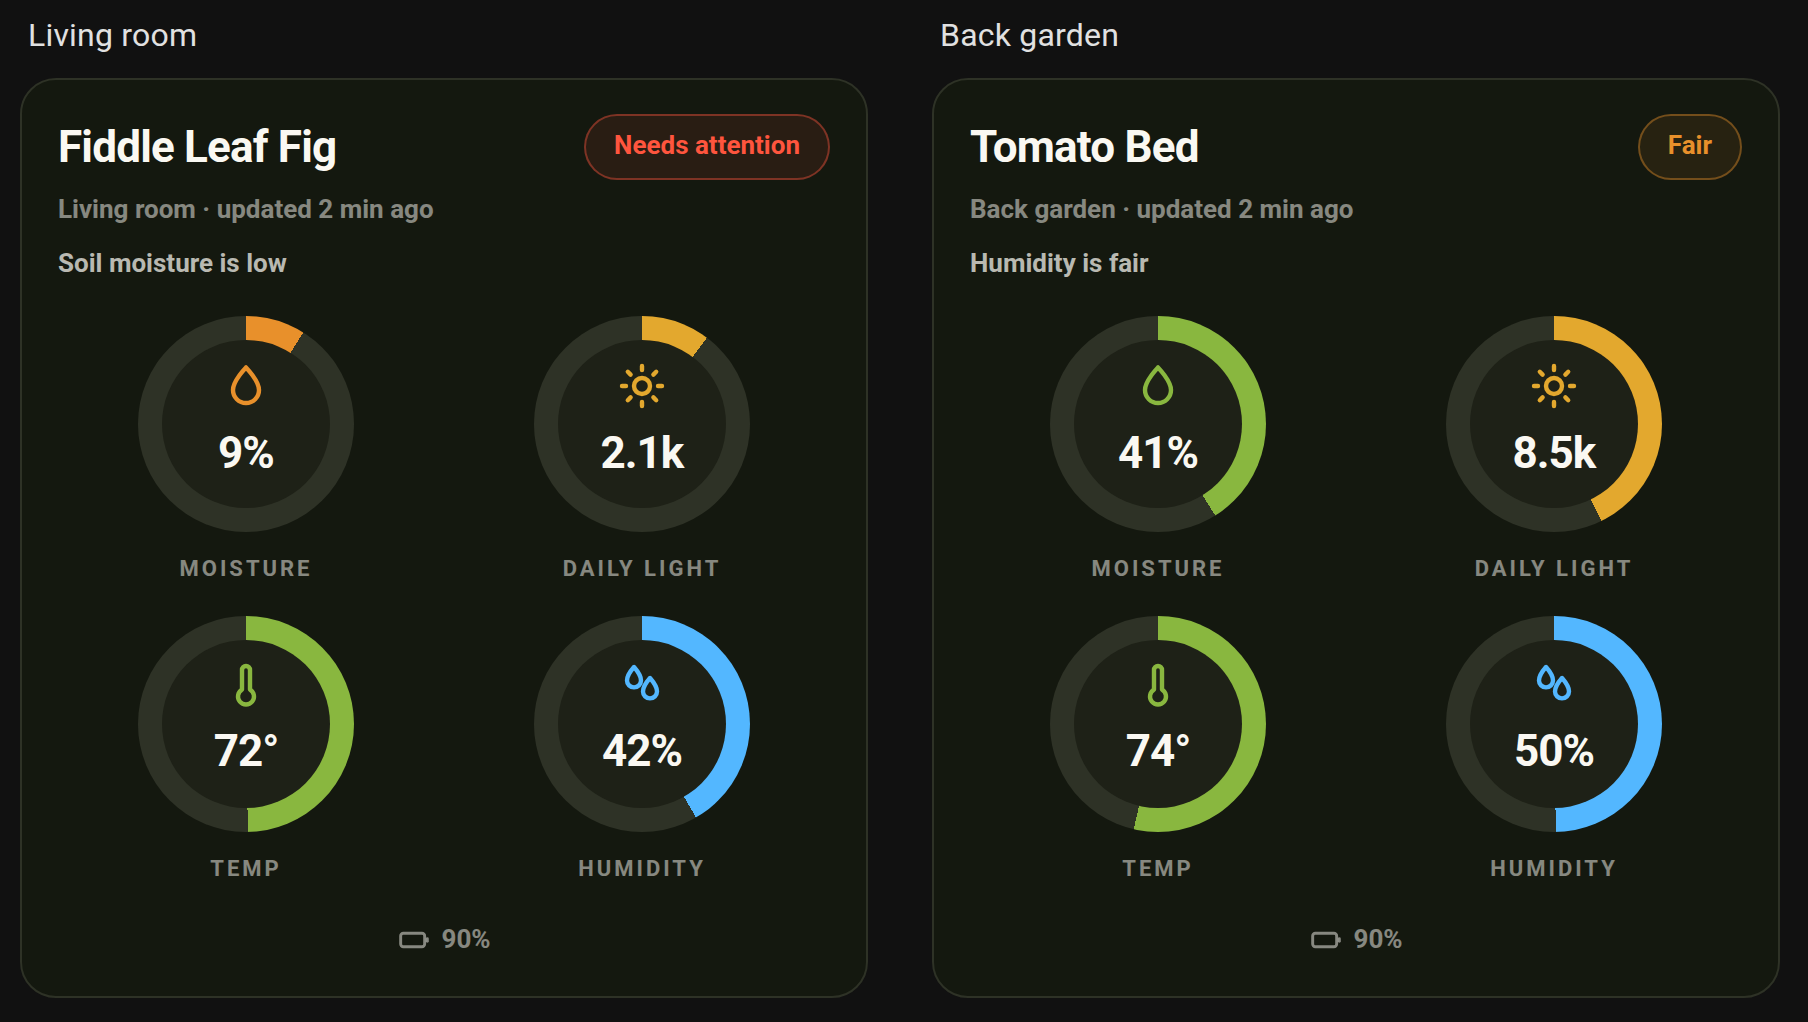 Living room
Fiddle Leaf Fig
Needs attention
Living room · updated 2 min ago
Soil moisture is low
9%
MOISTURE
2.1k
DAILY LIGHT
72°
TEMP
42%
HUMIDITY
90%
Back garden
Tomato Bed
Fair
Back garden · updated 2 min ago
Humidity is fair
41%
MOISTURE
8.5k
DAILY LIGHT
74°
TEMP
50%
HUMIDITY
90%